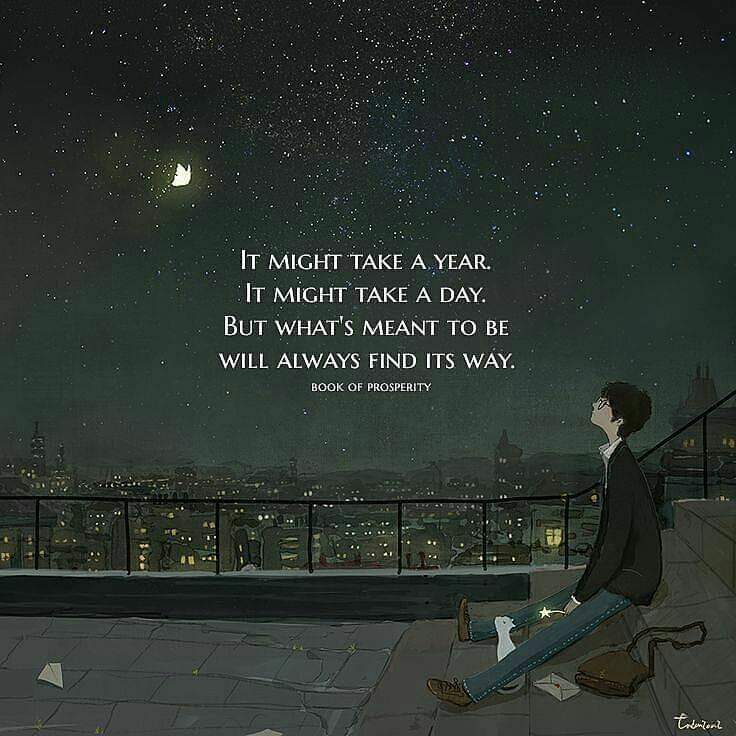 It might take a year.
It might take a day.
But what's meant to be
will always find its way.
book of prosperity